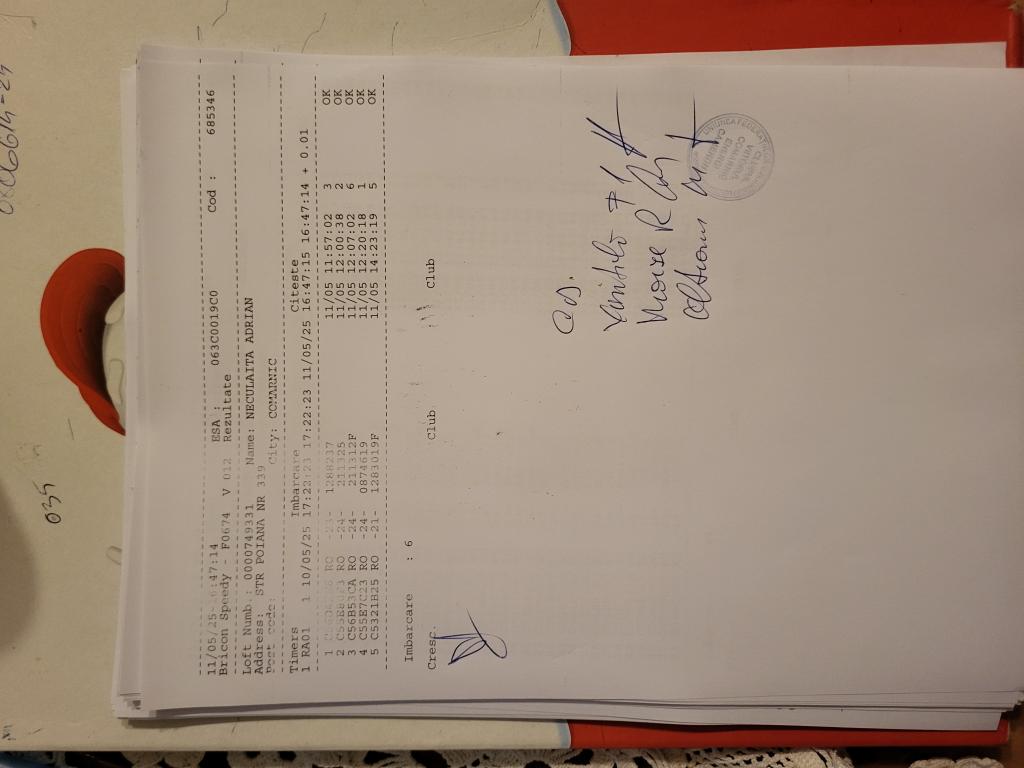 11/05/25- 16:47:14 ESA : 063C0019C0 Cod : 685346
Bricon Speedy - F0674 V 012 Rezultate
Loft Numb.: 0000749331 Name: NECULAITA ADRIAN
Address: STR POIANA NR 339
Post code: City: COMARNIC
Timers Imbarcare Citeste
1 RA01 1 10/05/25 17:22:23 17:22:23 11/05/25 16:47:15 16:47:14 + 0.01
1 RO -23- 1288237 11/05 11:57:02 3 OK
2 RO -24- 211325 11/05 12:00:38 2 OK
3 C56B53CA RO -24- 211312F 11/05 12:07:02 6 OK
4 C55E7C23 RO -24- 0874619 11/05 12:20:18 1 OK
5 C5321B25 RO -21- 1283019F 11/05 14:23:19 5 OK
Imbarcare : 6
Cresc. Club Club
035